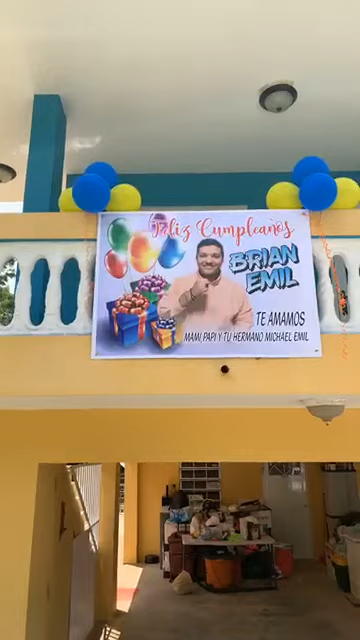 Feliz Cumpleaños
BRIAN
EMIL
TE AMAMOS
MAMI, PAPI Y TU HERMANO MICHAEL EMIL